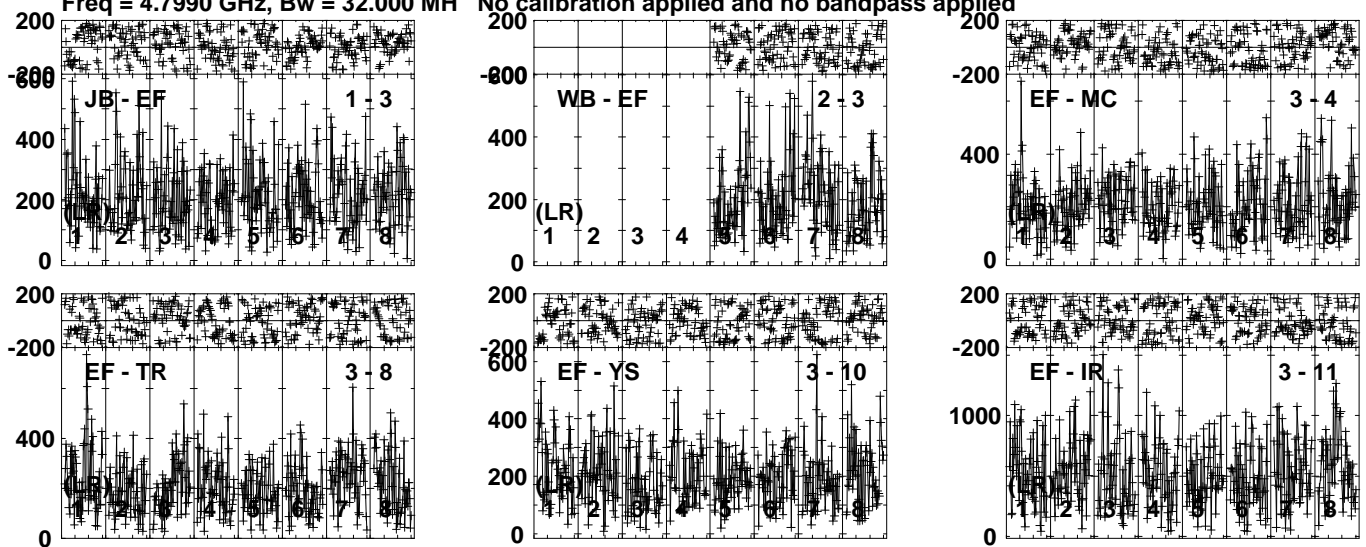 Freq = 4.7990 GHz, Bw = 32.000 MH No calibration applied and no bandpass applied
200
-200
600
400
200
0
JB - EF 1 - 3
(LR)
1 2 3 4 5 6 7 8
200
-200
600
400
200
0
WB - EF 2 - 3
(LR)
1 2 3 4 5 6 7 8
200
-200
400
0
EF - MC 3 - 4
(LR)
1 2 3 4 5 6 7 8
200
-200
400
0
EF - TR 3 - 8
(LR)
1 2 3 4 5 6 7 8
200
-200
600
400
200
0
EF - YS 3 - 10
(LR)
1 2 3 4 5 6 7 8
200
-200
1000
0
EF - IR 3 - 11
(LR)
1 2 3 4 5 6 7 8